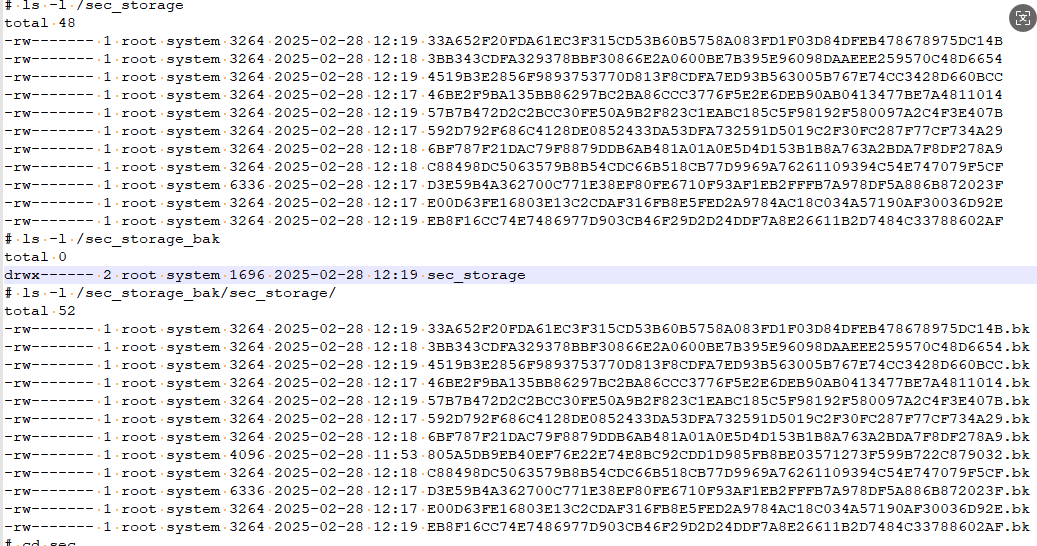 # ls -l /sec_storage
total 48
-rw------- 1 root system 3264 2025-02-28 12:19 33A652F20FDA61EC3F315CD53B60B5758A083FD1F03D84DFEB478678975DC14B
-rw------- 1 root system 3264 2025-02-28 12:18 3BB343CDFA329378BBF30866E2A0600BE7B395E96098DAAEEE259570C48D6654
-rw------- 1 root system 3264 2025-02-28 12:19 4519B3E2856F9893753770D813F8CDFA7ED93B563005B767E74CC3428D660BCC
-rw------- 1 root system 3264 2025-02-28 12:17 46BE2F9BA135BB86297BC2BA86CCC3776F5E2E6DEB90AB0413477BE7A4811014
-rw------- 1 root system 3264 2025-02-28 12:19 57B7B472D2C2BCC30FE50A9B2F823C1EABC185C5F98192F580097A2C4F3E407B
-rw------- 1 root system 3264 2025-02-28 12:17 592D792F686C4128DE0852433DA53DFA732591D5019C2F30FC287F77CF734A29
-rw------- 1 root system 3264 2025-02-28 12:18 6BF787F21DAC79F8879DDB6AB481A01A0E5D4D153B1B8A763A2BDA7F8DF278A9
-rw------- 1 root system 3264 2025-02-28 12:18 C88498DC5063579B8B54CDC66B518CB77D9969A76261109394C54E747079F5CF
-rw------- 1 root system 6336 2025-02-28 12:17 D3E59B4A362700C771E38EF80FE6710F93AF1EB2FFFB7A978DF5A886B872023F
-rw------- 1 root system 3264 2025-02-28 12:17 E00D63FE16803E13C2CDAF316FB8E5FED2A9784AC18C034A57190AF30036D92E
-rw------- 1 root system 3264 2025-02-28 12:19 EB8F16CC74E7486977D903CB46F29D2D24DDF7A8E26611B2D7484C33788602AF
# ls -l /sec_storage_bak
total 0
drwx------ 2 root system 1696 2025-02-28 12:19 sec_storage
# ls -l /sec_storage_bak/sec_storage/
total 52
-rw------- 1 root system 3264 2025-02-28 12:19 33A652F20FDA61EC3F315CD53B60B5758A083FD1F03D84DFEB478678975DC14B.bk
-rw------- 1 root system 3264 2025-02-28 12:18 3BB343CDFA329378BBF30866E2A0600BE7B395E96098DAAEEE259570C48D6654.bk
-rw------- 1 root system 3264 2025-02-28 12:19 4519B3E2856F9893753770D813F8CDFA7ED93B563005B767E74CC3428D660BCC.bk
-rw------- 1 root system 3264 2025-02-28 12:17 46BE2F9BA135BB86297BC2BA86CCC3776F5E2E6DEB90AB0413477BE7A4811014.bk
-rw------- 1 root system 3264 2025-02-28 12:19 57B7B472D2C2BCC30FE50A9B2F823C1EABC185C5F98192F580097A2C4F3E407B.bk
-rw------- 1 root system 3264 2025-02-28 12:17 592D792F686C4128DE0852433DA53DFA732591D5019C2F30FC287F77CF734A29.bk
-rw------- 1 root system 3264 2025-02-28 12:18 6BF787F21DAC79F8879DDB6AB481A01A0E5D4D153B1B8A763A2BDA7F8DF278A9.bk
-rw------- 1 root system 4096 2025-02-28 11:53 805A5DB9EB40EF76E22E74E8BC92CDD1D985FB8BE03571273F599B722C879032.bk
-rw------- 1 root system 3264 2025-02-28 12:18 C88498DC5063579B8B54CDC66B518CB77D9969A76261109394C54E747079F5CF.bk
-rw------- 1 root system 6336 2025-02-28 12:17 D3E59B4A362700C771E38EF80FE6710F93AF1EB2FFFB7A978DF5A886B872023F.bk
-rw------- 1 root system 3264 2025-02-28 12:17 E00D63FE16803E13C2CDAF316FB8E5FED2A9784AC18C034A57190AF30036D92E.bk
-rw------- 1 root system 3264 2025-02-28 12:19 EB8F16CC74E7486977D903CB46F29D2D24DDF7A8E26611B2D7484C33788602AF.bk
# cd sec